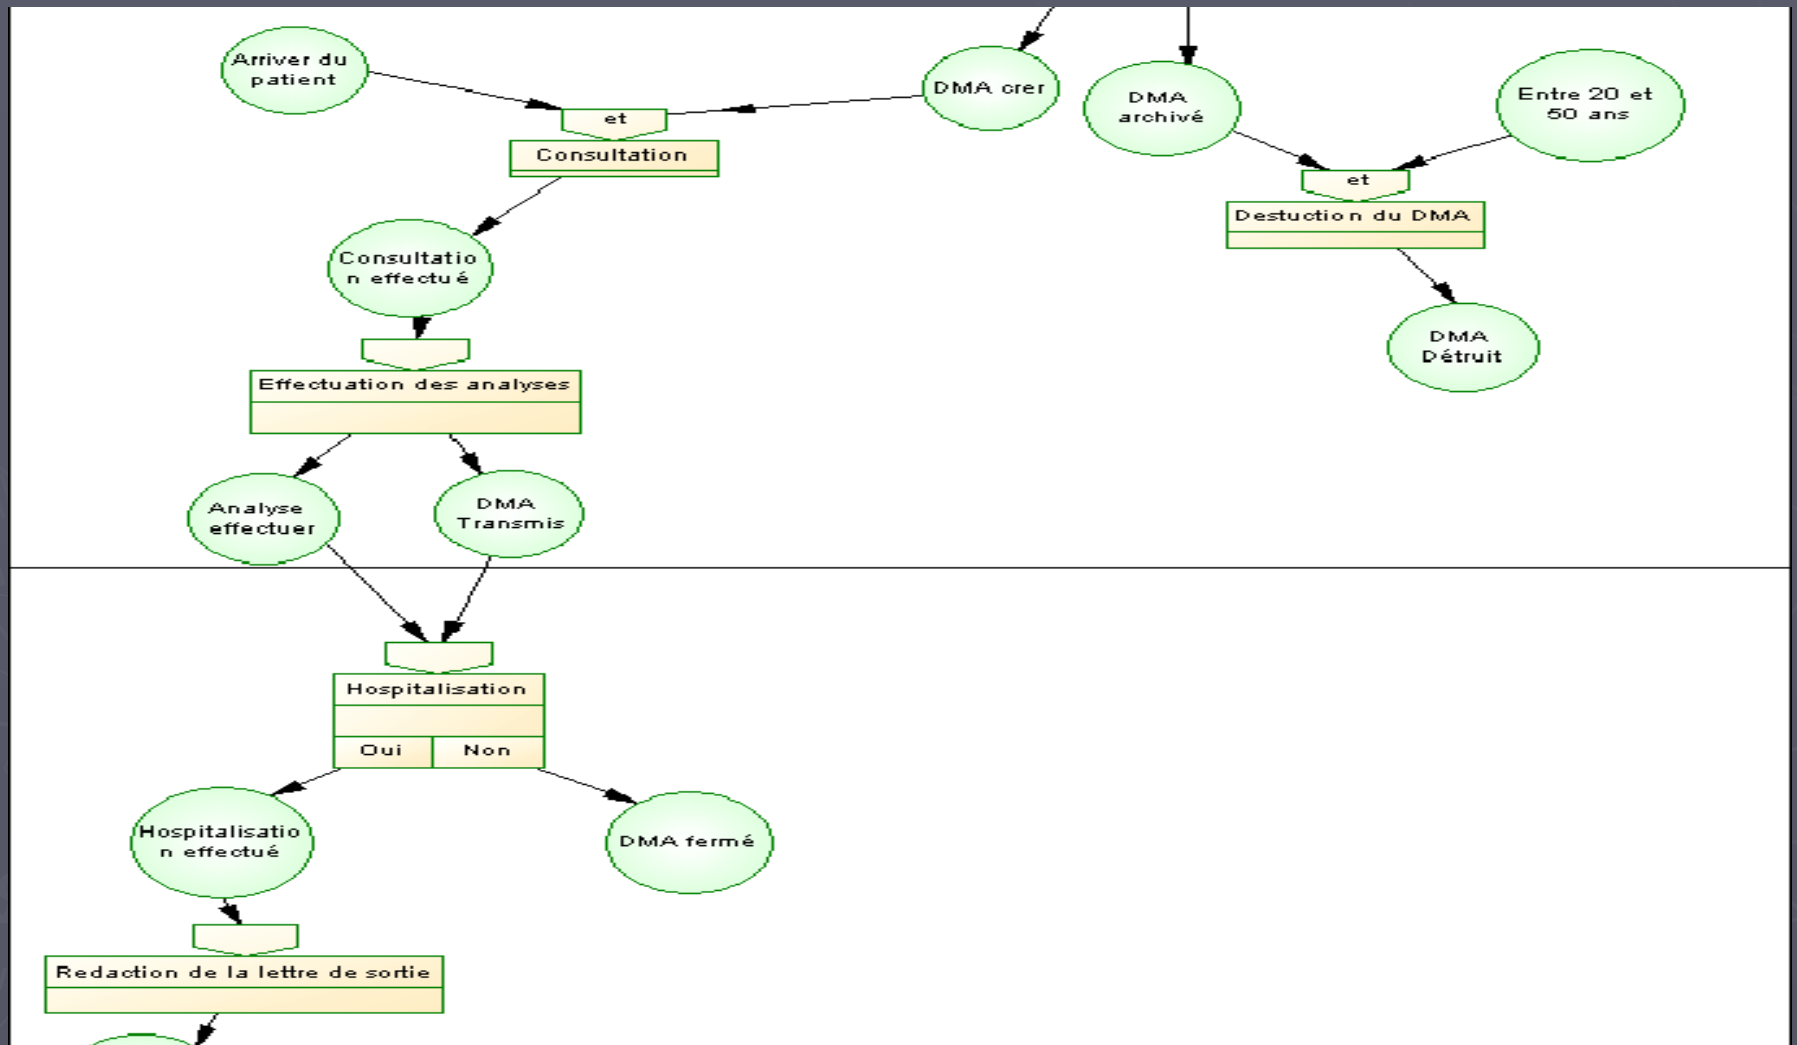 Arriver du
patient
et
Consultation
DMA crer
DMA
archivé
Entre 20 et
50 ans
et
Destuction du DMA
DMA
Détruit
Consultatio
n effectué
Effectuation des analyses
Analyse
effectuer
DMA
Transmis
Hospitalisation
Oui
Non
Hospitalisatio
n effectué
DMA fermé
Redaction de la lettre de sortie